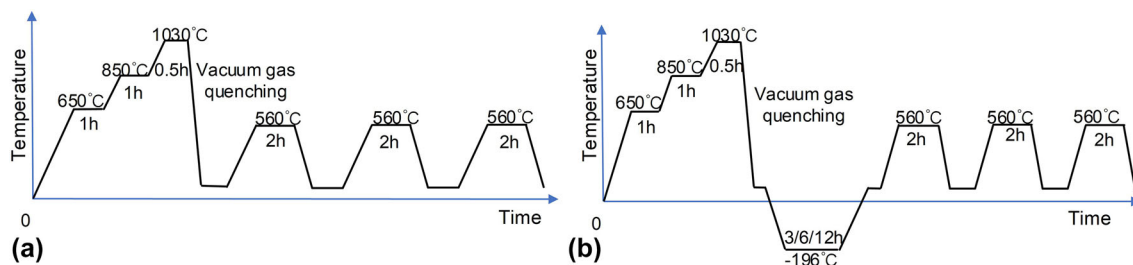 Temperature
650°C
1h
850°C
1h
1030°C
0.5h
Vacuum gas
quenching
560°C
2h
560°C
2h
560°C
2h
0
Time
(a)
Temperature
650°C
1h
850°C
1h
1030°C
0.5h
Vacuum gas
quenching
3/6/12h
-196°C
560°C
2h
560°C
2h
560°C
2h
0
Time
(b)